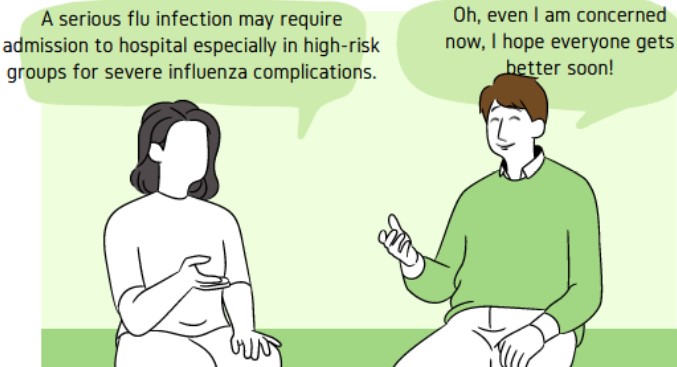 A serious flu infection may require
admission to hospital especially in high-risk
groups for severe influenza complications.
Oh, even I am concerned
now, I hope everyone gets
better soon!